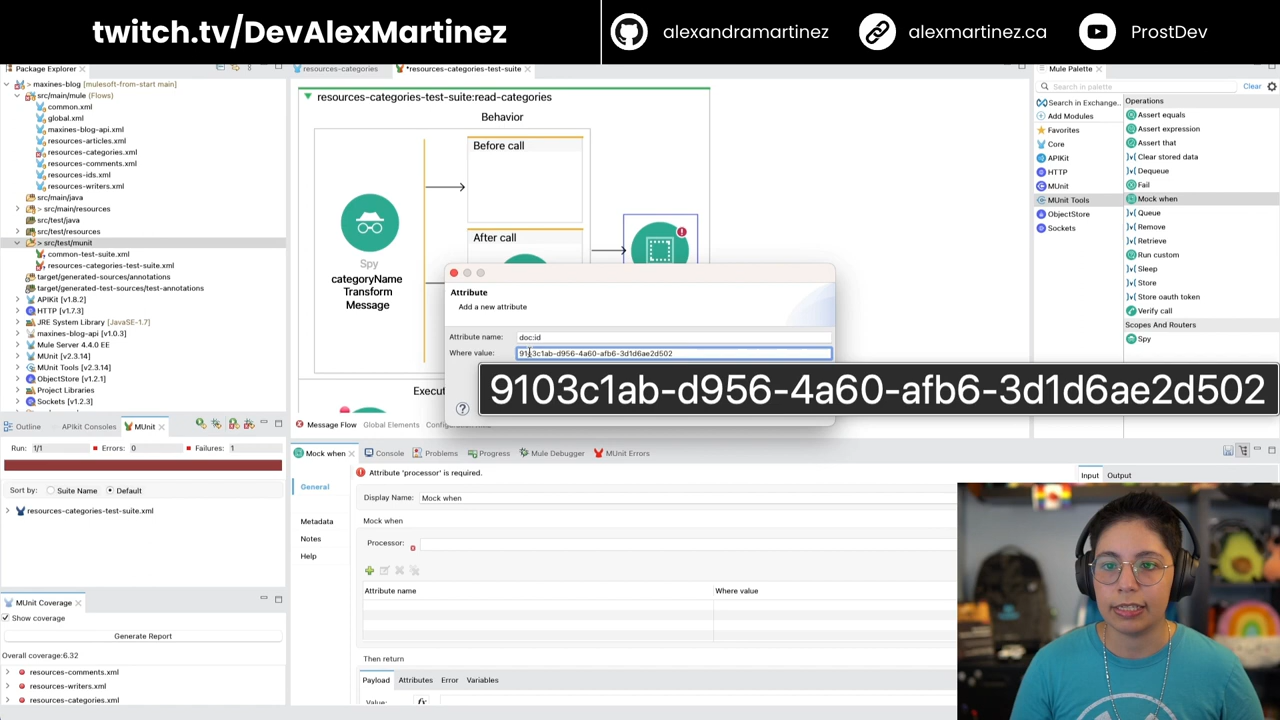 twitch.tv/DevAlexMartinez
alexandramartinez
alexmartinez.ca
ProstDev
Package Explorer
maxines-blog [mulesoft-from-start main]
src/main/mule (Flows)
common.xml
global.xml
maxines-blog-api.xml
resources-articles.xml
resources-categories.xml
resources-comments.xml
resources-ids.xml
resources-writers.xml
src/main/java
> src/main/resources
src/test/java
src/test/resources
> src/test/munit
common-test-suite.xml
resources-categories-test-suite.xml
target/generated-sources/annotations
target/generated-test-sources/test-annotations
APIKit [v1.8.2]
HTTP [v1.7.3]
JRE System Library [JavaSE-1.7]
maxines-blog-api [v1.0.3]
Mule Server 4.4.0 EE
MUnit [v2.3.14]
MUnit Tools [v2.3.14]
ObjectStore [v1.2.1]
Project Libraries
Sockets [v1.2.3]
resources-categories
*resources-categories-test-suite
resources-categories-test-suite:read-categories
Behavior
Before call
After call
Spy
categoryName
Transform
Message
Attribute
Add a new attribute
Attribute name: doc:id
Where value: 9103c1ab-d956-4a60-afb6-3d1d6ae2d502
9103c1ab-d956-4a60-afb6-3d1d6ae2d502
Message Flow
Global Elements
Mule Palette
Search in palette
Clear
Search in Exchange..
Add Modules
Favorites
Core
APIKit
HTTP
MUnit
MUnit Tools
ObjectStore
Sockets
Operations
Assert equals
Assert expression
Assert that
Clear stored data
Dequeue
Fail
Mock when
Queue
Remove
Retrieve
Run custom
Sleep
Store
Store oauth token
Verify call
Scopes And Routers
Spy
Outline
APIkit Consoles
MUnit
Run: 1/1
Errors: 0
Failures: 1
Sort by:
Suite Name
Default
resources-categories-test-suite.xml
MUnit Coverage
Show coverage
Generate Report
Overall coverage:6.32
resources-comments.xml
resources-writers.xml
resources-categories.xml
Mock when
Console
Problems
Progress
Mule Debugger
MUnit Errors
Attribute 'processor' is required.
General
Metadata
Notes
Help
Display Name: Mock when
Mock when
Processor:
Attribute name
Where value
Then return
Payload
Attributes
Error
Variables
Value: fx
Input
Output